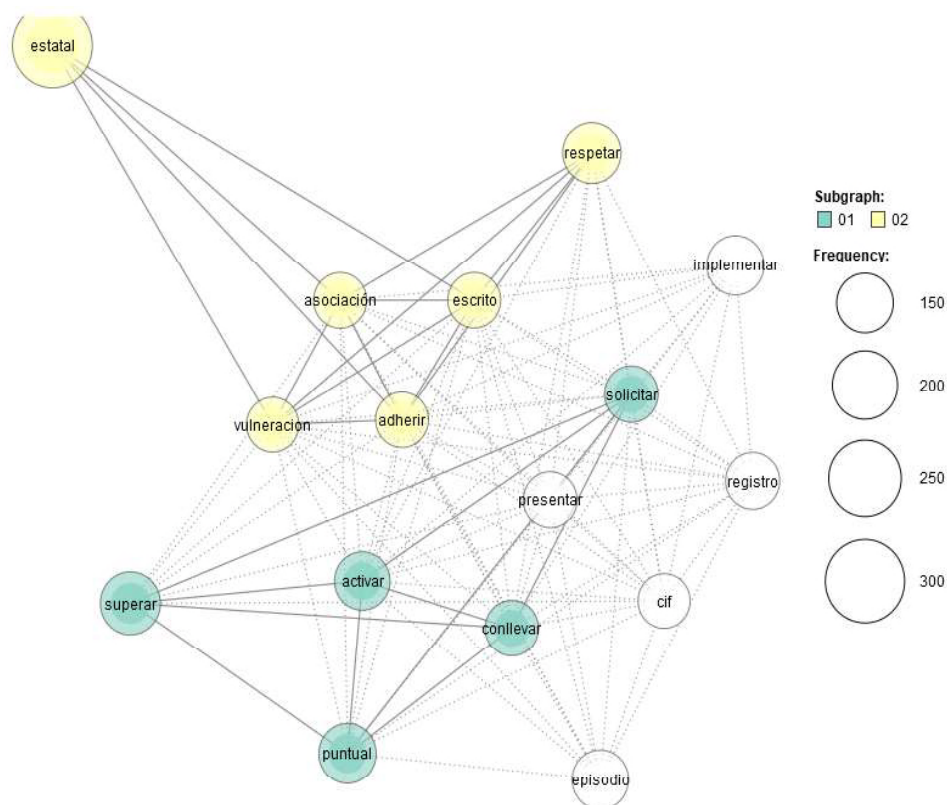 estatal
respetar
Subgraph:
01 02
implementar
Frequency:
asociación escrito
150
200
solicitar
vulneracion adherir
250
registro
presentar
300
activar
superar
cif
conllevar
puntual
episodio